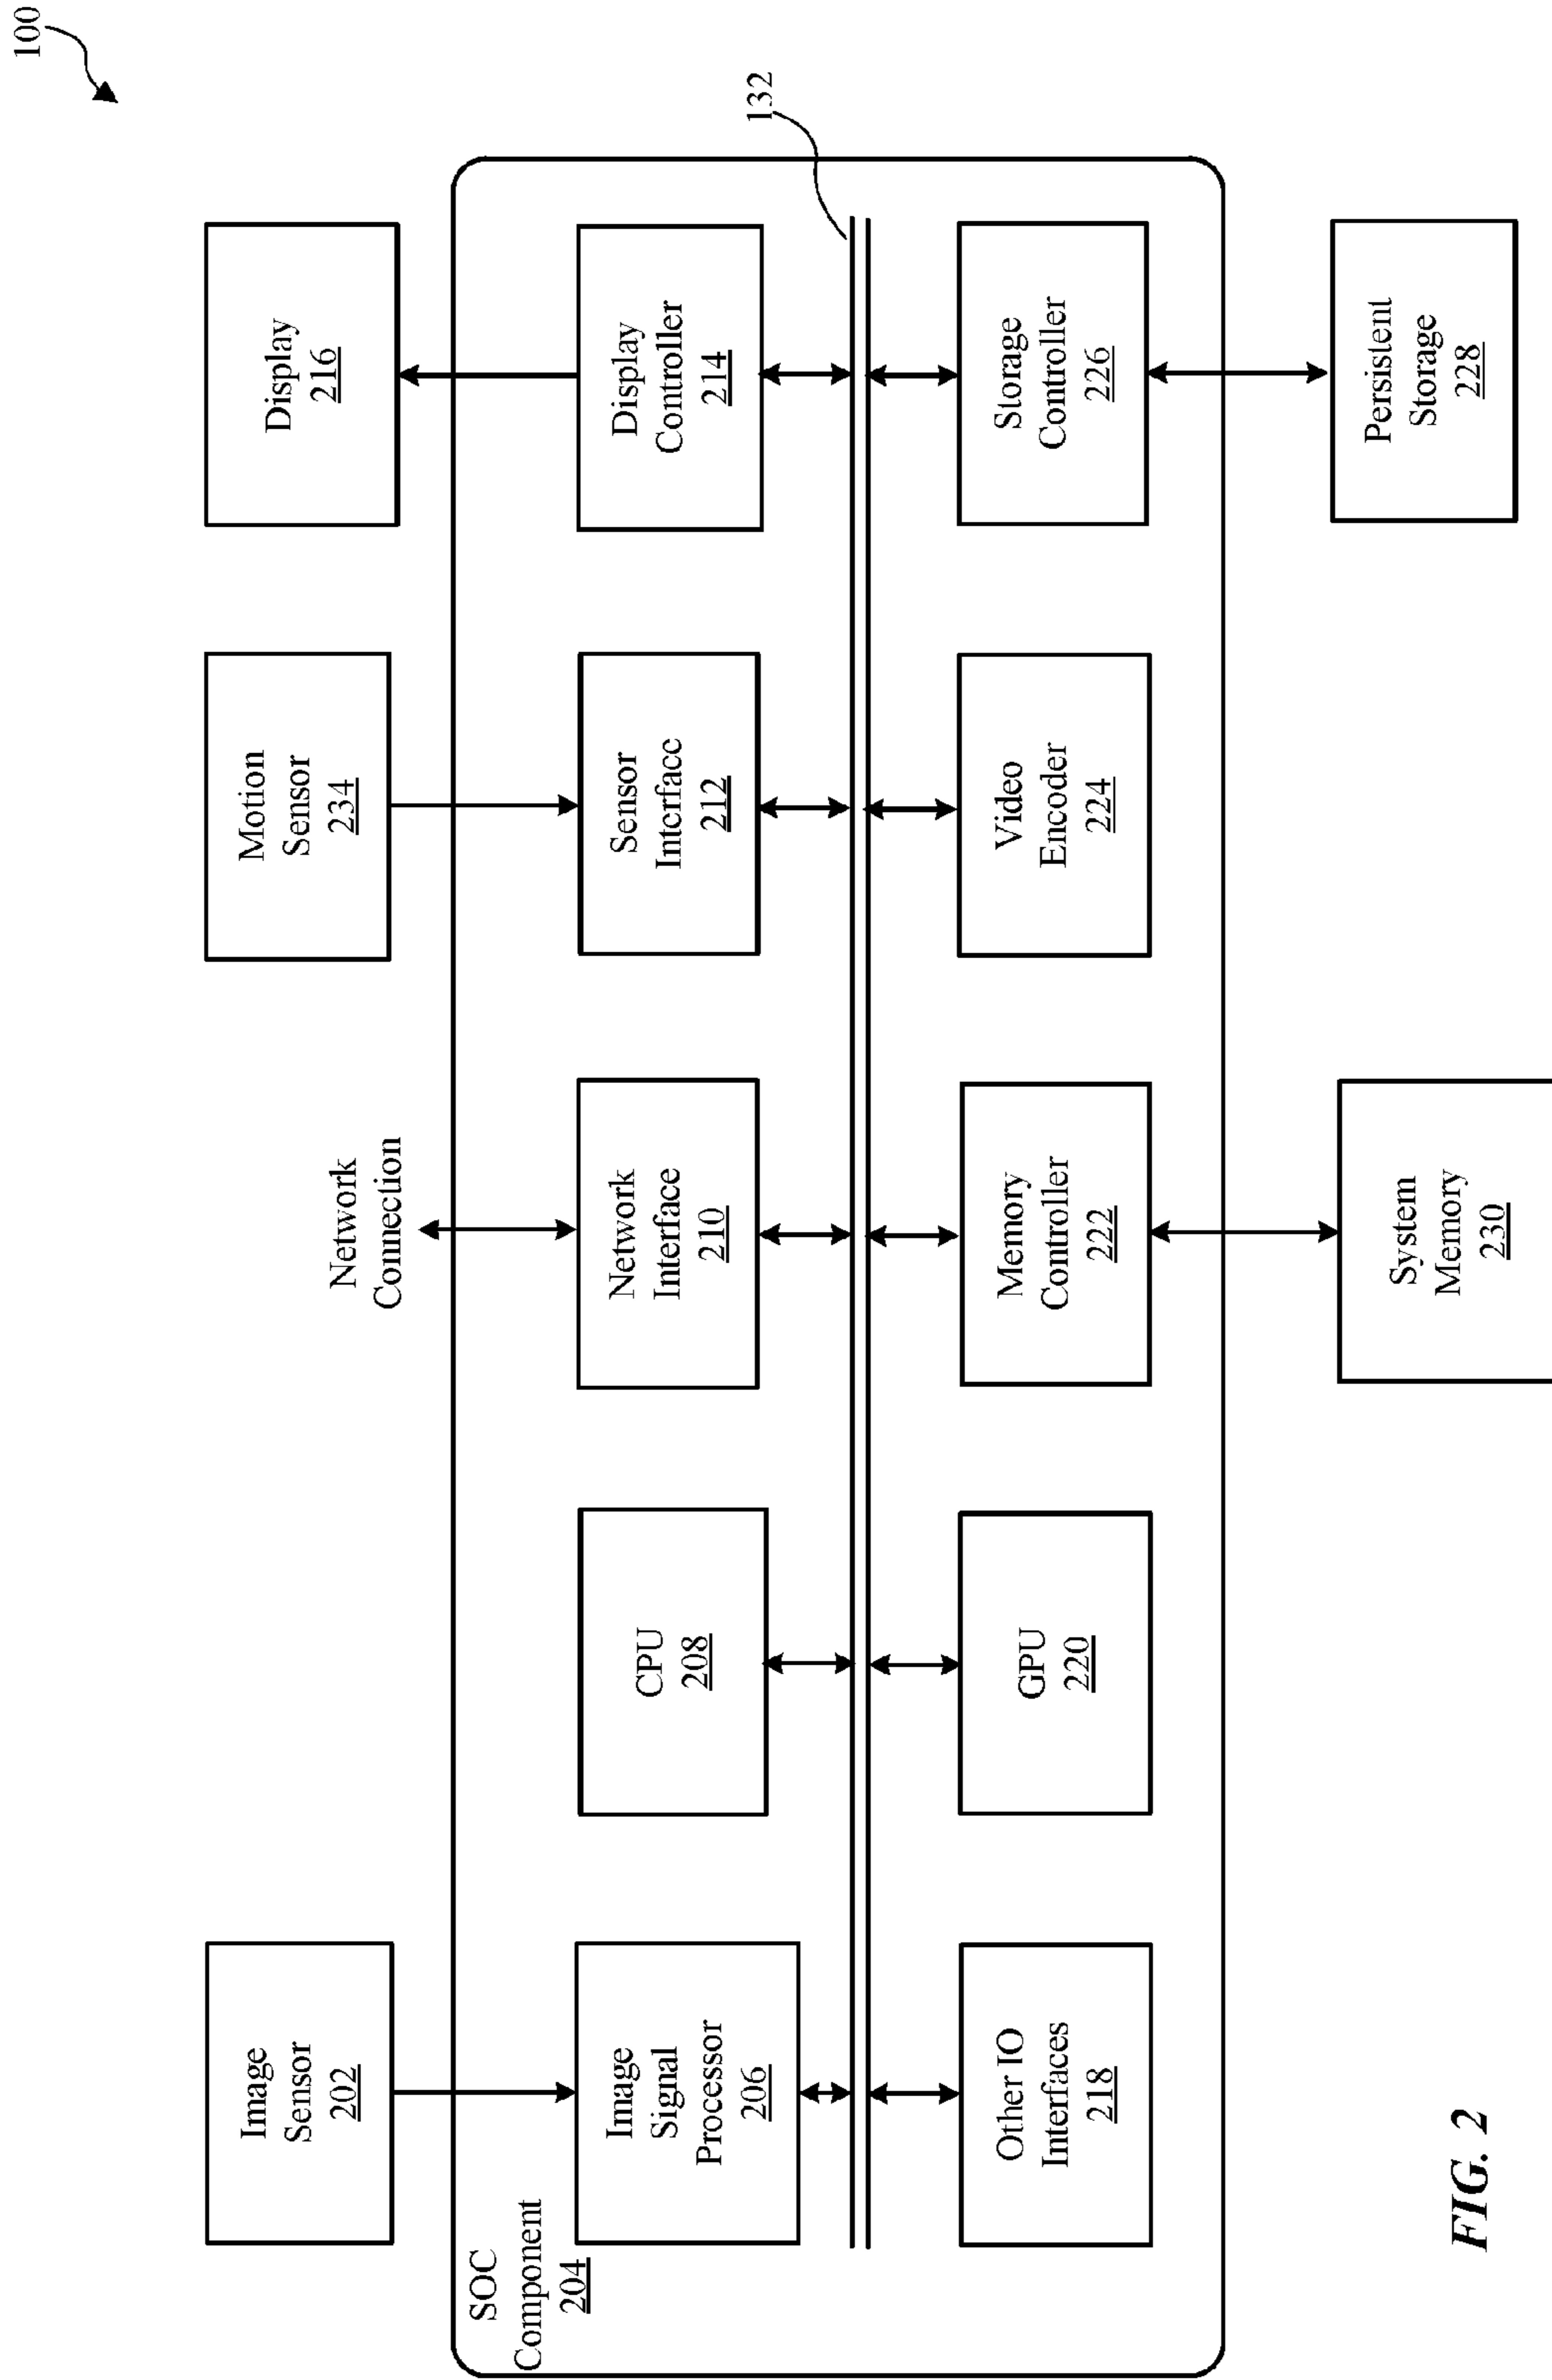 100
Image
Sensor
202
Network
Connection
Motion
Sensor
234
Display
216
SOC
Component
204
Image
Signal
Processor
206
CPU
208
Network
Interface
210
Sensor
Interface
212
Display
Controller
214
132
Other IO
Interfaces
218
GPU
220
Memory
Controller
222
Video
Encoder
224
Storage
Controller
226
System
Memory
230
Persistent
Storage
228
FIG. 2